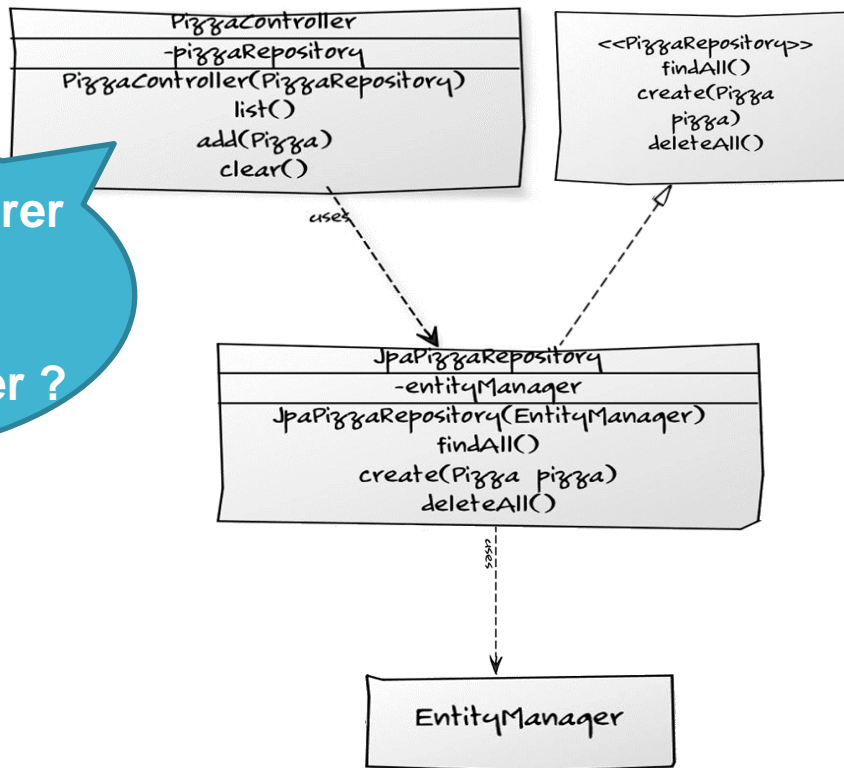 PizzaController
-pizzaRepository
PizzaController(PizzaRepository)
list()
add(Pizza)
clear()
<<PizzaRepository>>
findAll()
create(Pizza
pizza)
deleteAll()
rer
er ?
uses
JpaPizzaRepository
-entityManager
JpaPizzaRepository(EntityManager)
findAll()
create(Pizza pizza)
deleteAll()
uses
EntityManager